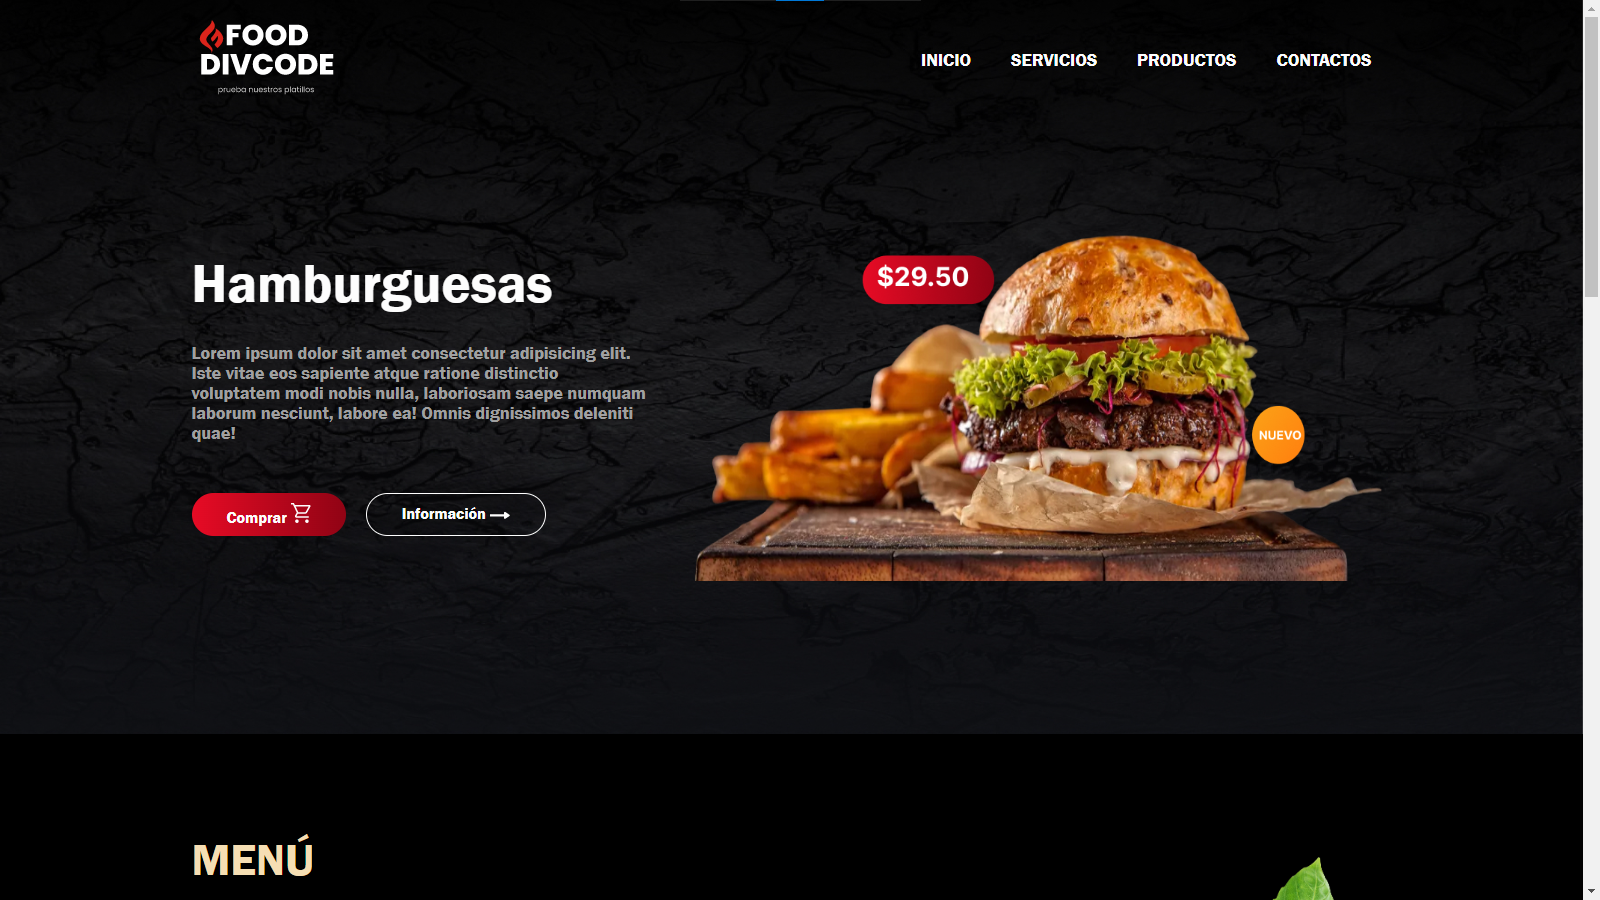 FOOD
DIVCODE
prueba nuestros platillos
INICIO SERVICIOS PRODUCTOS CONTACTOS
Hamburguesas
Lorem ipsum dolor sit amet consectetur adipisicing elit.
Iste vitae eos sapiente atque ratione distinctio
voluptatem modi nobis nulla, laboriosam saepe numquam
laborum nesciunt, labore ea! Omnis dignissimos deleniti
quae!
Comprar
Información
$29.50
NUEVO
MENÚ